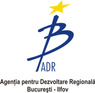 ADR
Agenția pentru Dezvoltare Regională
București - Ilfov